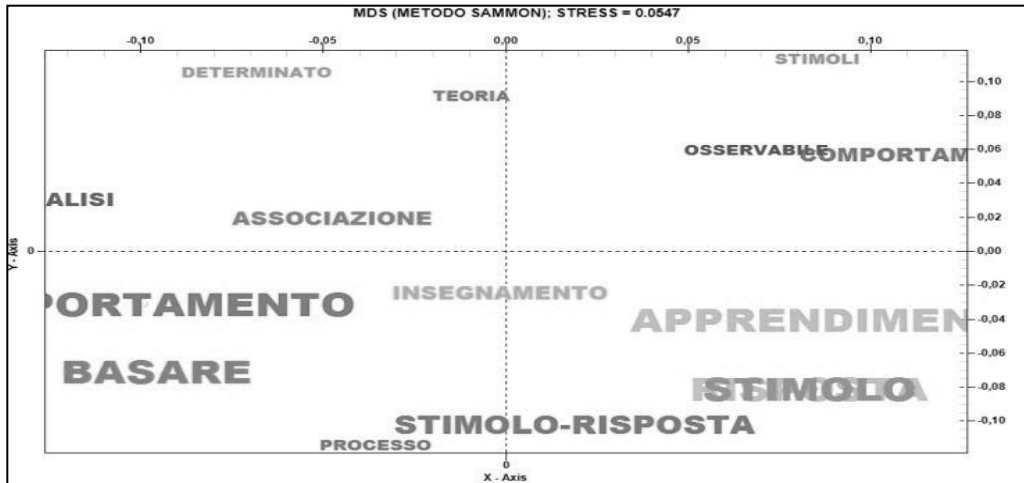 MDS (METODO SAMMON); STRESS = 0.0547
-0,10 -0,05 0,00 0,05 0,10
STIMOLI
DETERMINATO
0,10
TEORIA
0,08
OSSERVABILE
0,06
COMPORTAM
0,04
ALISI
ASSOCIAZIONE
0,02
0
0,00
INSEGNAMENTO
-0,02
PORTAMENTO
APPRENDIMEN
-0,04
-0,06
BASARE
RISPOSTA
STIMOLO
-0,08
STIMOLO-RISPOSTA
-0,10
PROCESSO
0
X - Axis
Y - Axis